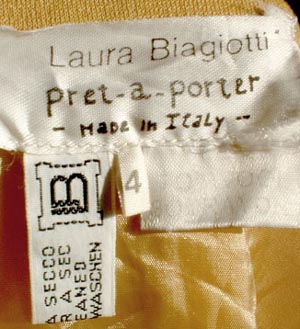 Laura Biagiotti
Pret-a-porter
- Made in Italy -
B
4
A SECCO
R A SEC
EANED
WASCHEN